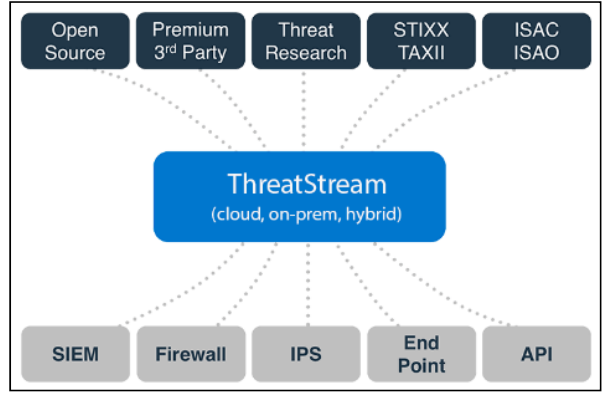 Open
Source
Premium
3rd Party
Threat
Research
STIXX
TAXII
ISAC
ISAO
ThreatStream
(cloud, on-prem, hybrid)
SIEM
Firewall
IPS
End
Point
API